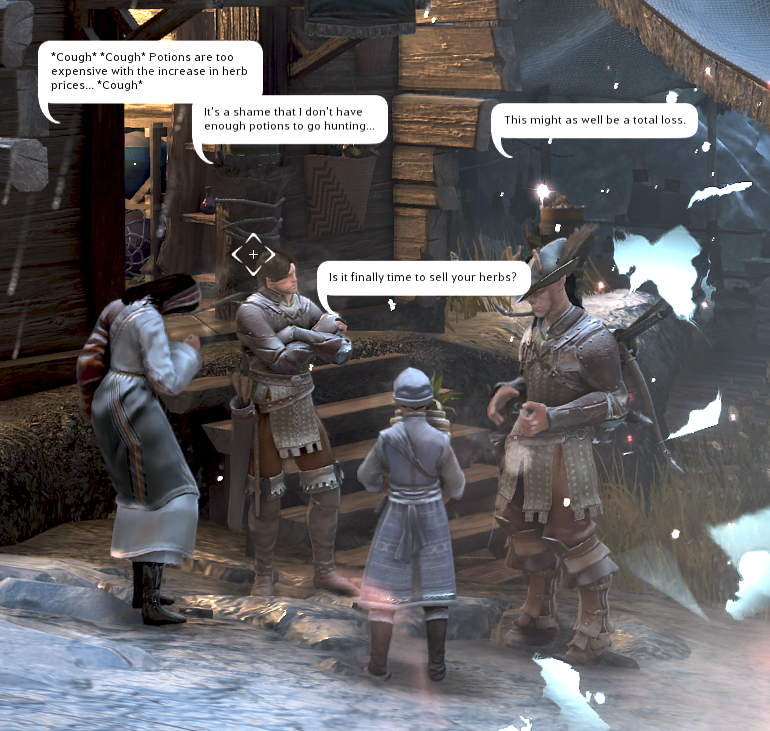 *Cough* *Cough* Potions are too
expensive with the increase in herb
prices... *Cough*
It's a shame that I don't have
enough potions to go hunting...
This might as well be a total loss.
Is it finally time to sell your herbs?